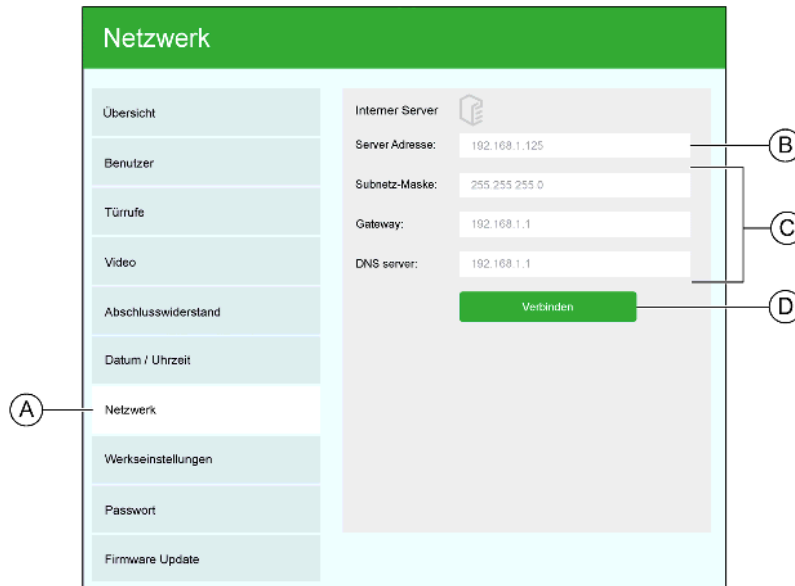 Netzwerk
Übersicht
Benutzer
Türrufe
Video
Abschlusswiderstand
Datum / Uhrzeit
Netzwerk
Werkseinstellungen
Passwort
Firmware Update
Interner Server
Server Adresse: 192.168.1.125
Subnetz-Maske: 255.255.255.0
Gateway: 192.168.1.1
DNS server: 192.168.1.1
Verbinden
A
B
C
D